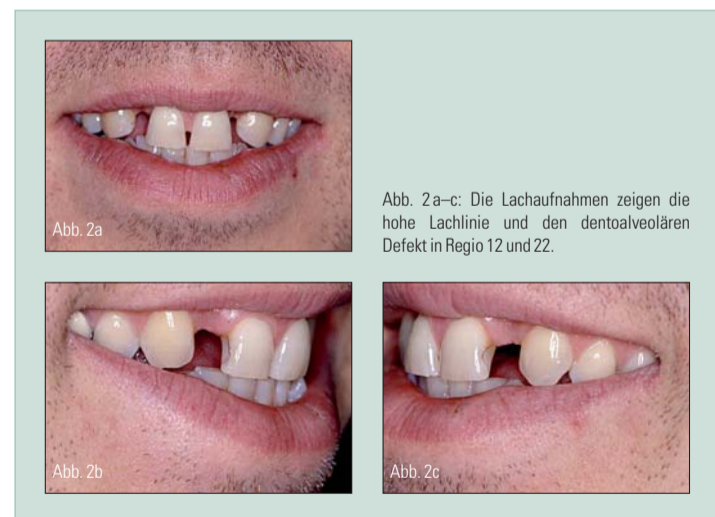 Abb. 2a
Abb. 2 a–c: Die Lachaufnahmen zeigen die
hohe Lachlinie und den dentoalveolären
Defekt in Regio 12 und 22.
Abb. 2b
Abb. 2c